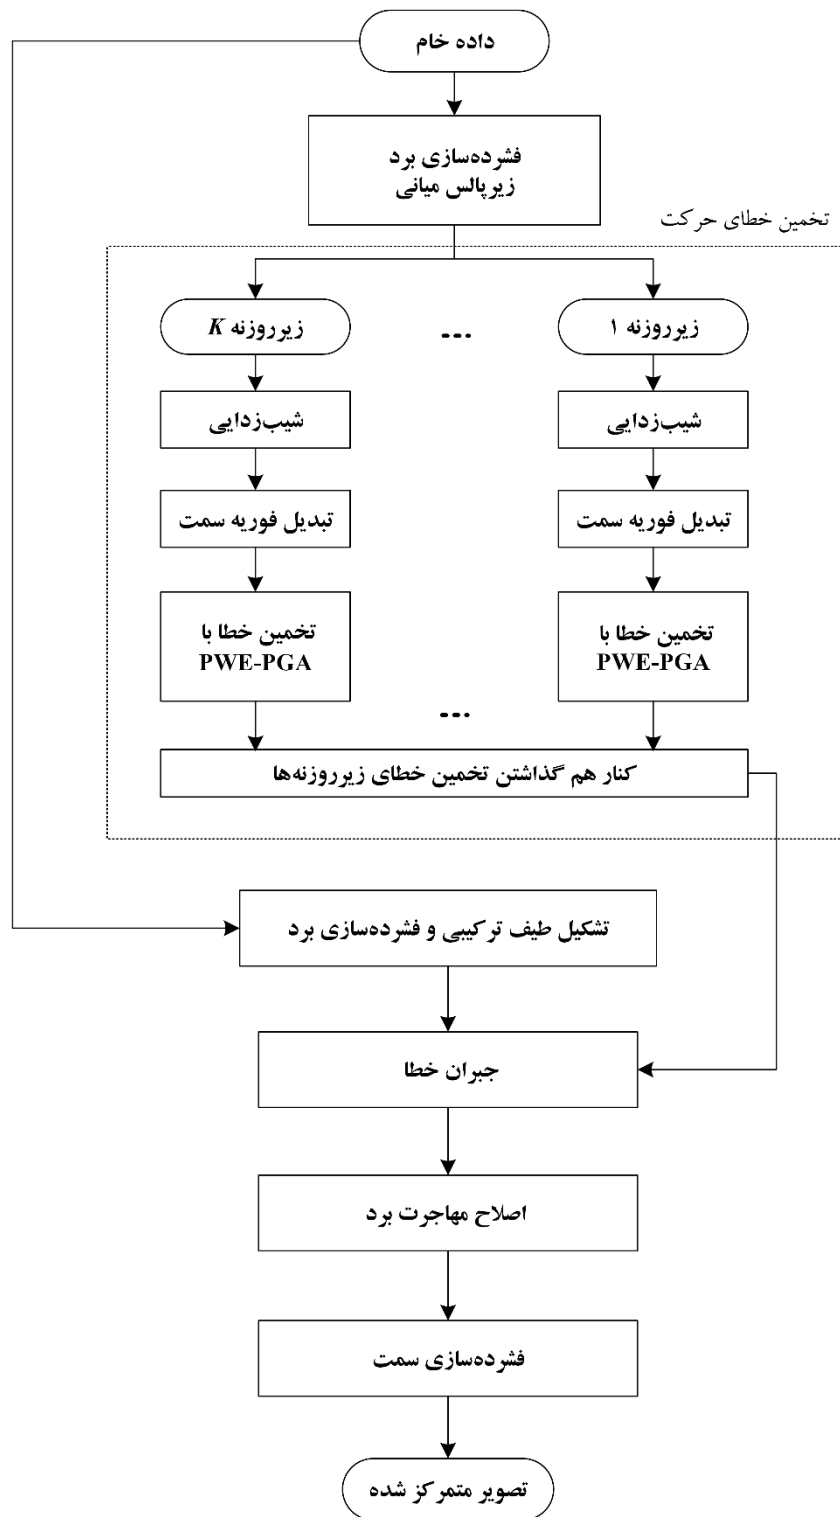 داده خام
فشرده‌سازی برد
زیرپالس میانی
تخمین خطای حرکت
زیرروزنه ۱
...
زیرروزنه K
شیب‌زدایی
شیب‌زدایی
تبدیل فوریه سمت
تبدیل فوریه سمت
تخمین خطا با
PWE-PGA
تخمین خطا با
PWE-PGA
...
کنار هم گذاشتن تخمین خطای زیرروزنه‌ها
تشکیل طیف ترکیبی و فشرده‌سازی برد
جبران خطا
اصلاح مهاجرت برد
فشرده‌سازی سمت
تصویر متمرکز شده